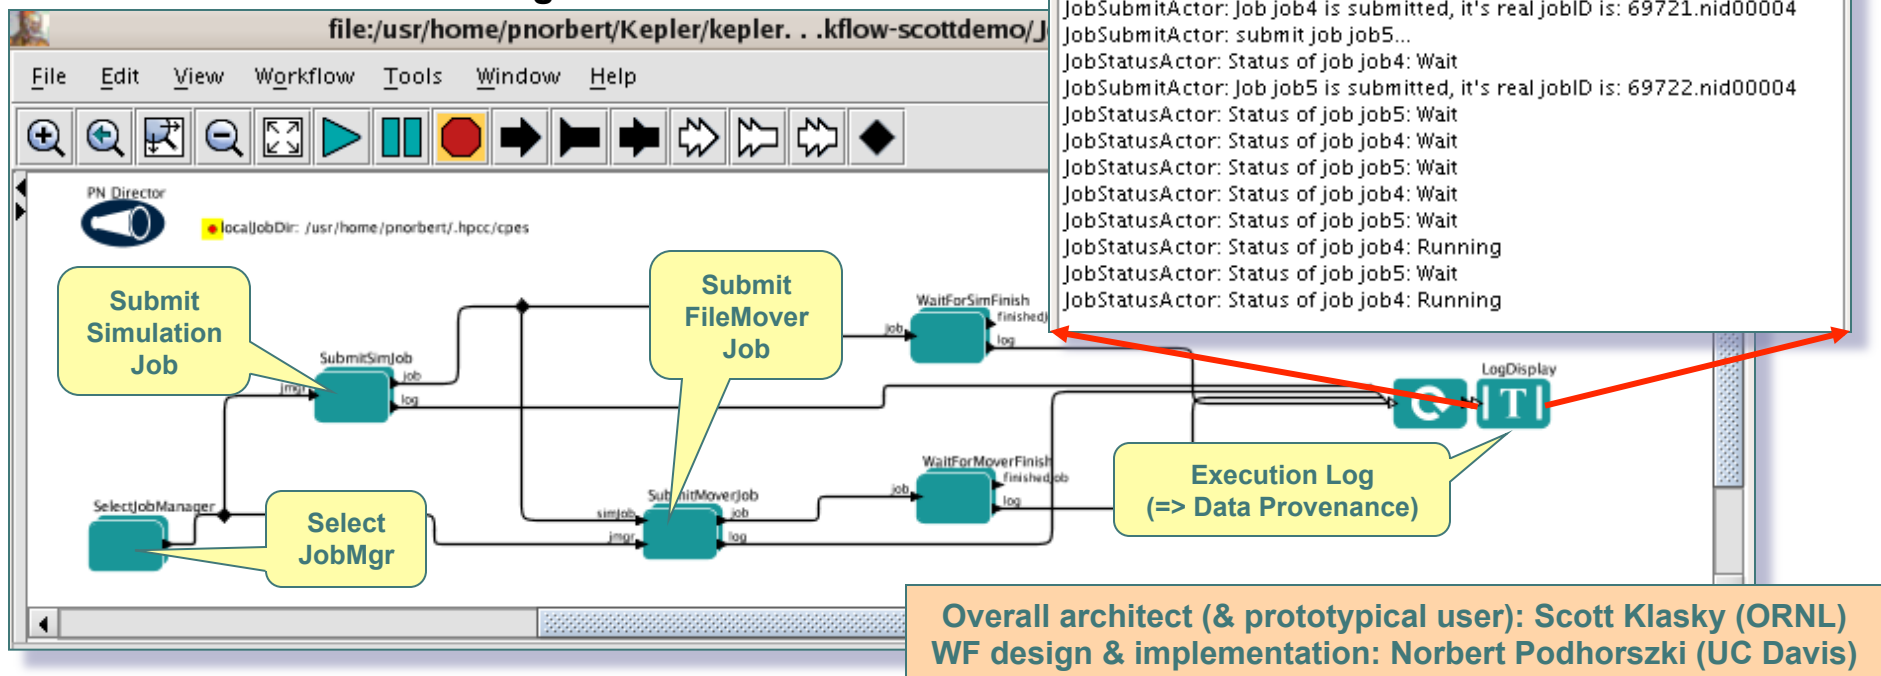 file:/usr/home/pnorbert/Kepler/kepler. . .kflow-scottdemo/J
File Edit View Workflow Tools Window Help
JobSubmitActor: Job job4 is submitted, it's real jobID is: 69721.nid00004
JobSubmitActor: submit job job5...
JobStatusActor: Status of job job4: Wait
JobSubmitActor: Job job5 is submitted, it's real jobID is: 69722.nid00004
JobStatusActor: Status of job job5: Wait
JobStatusActor: Status of job job4: Wait
JobStatusActor: Status of job job5: Wait
JobStatusActor: Status of job job4: Wait
JobStatusActor: Status of job job5: Wait
JobStatusActor: Status of job job4: Running
JobStatusActor: Status of job job5: Wait
JobStatusActor: Status of job job4: Running
PN Director
localJobDir: /usr/home/pnorbert/.hpcc/cpes
Submit
Simulation
Job
SubmitSimJob
jmgr
job
log
Submit
FileMover
Job
WaitForSimFinish
job
finishedJ
log
LogDisplay
T
SelectJobManager
Select
JobMgr
SubmitMoverJob
simJob
jmgr
job
log
WaitForMoverFinish
job
finishedJob
log
Execution Log
(=> Data Provenance)
Overall architect (& prototypical user): Scott Klasky (ORNL)
WF design & implementation: Norbert Podhorszki (UC Davis)